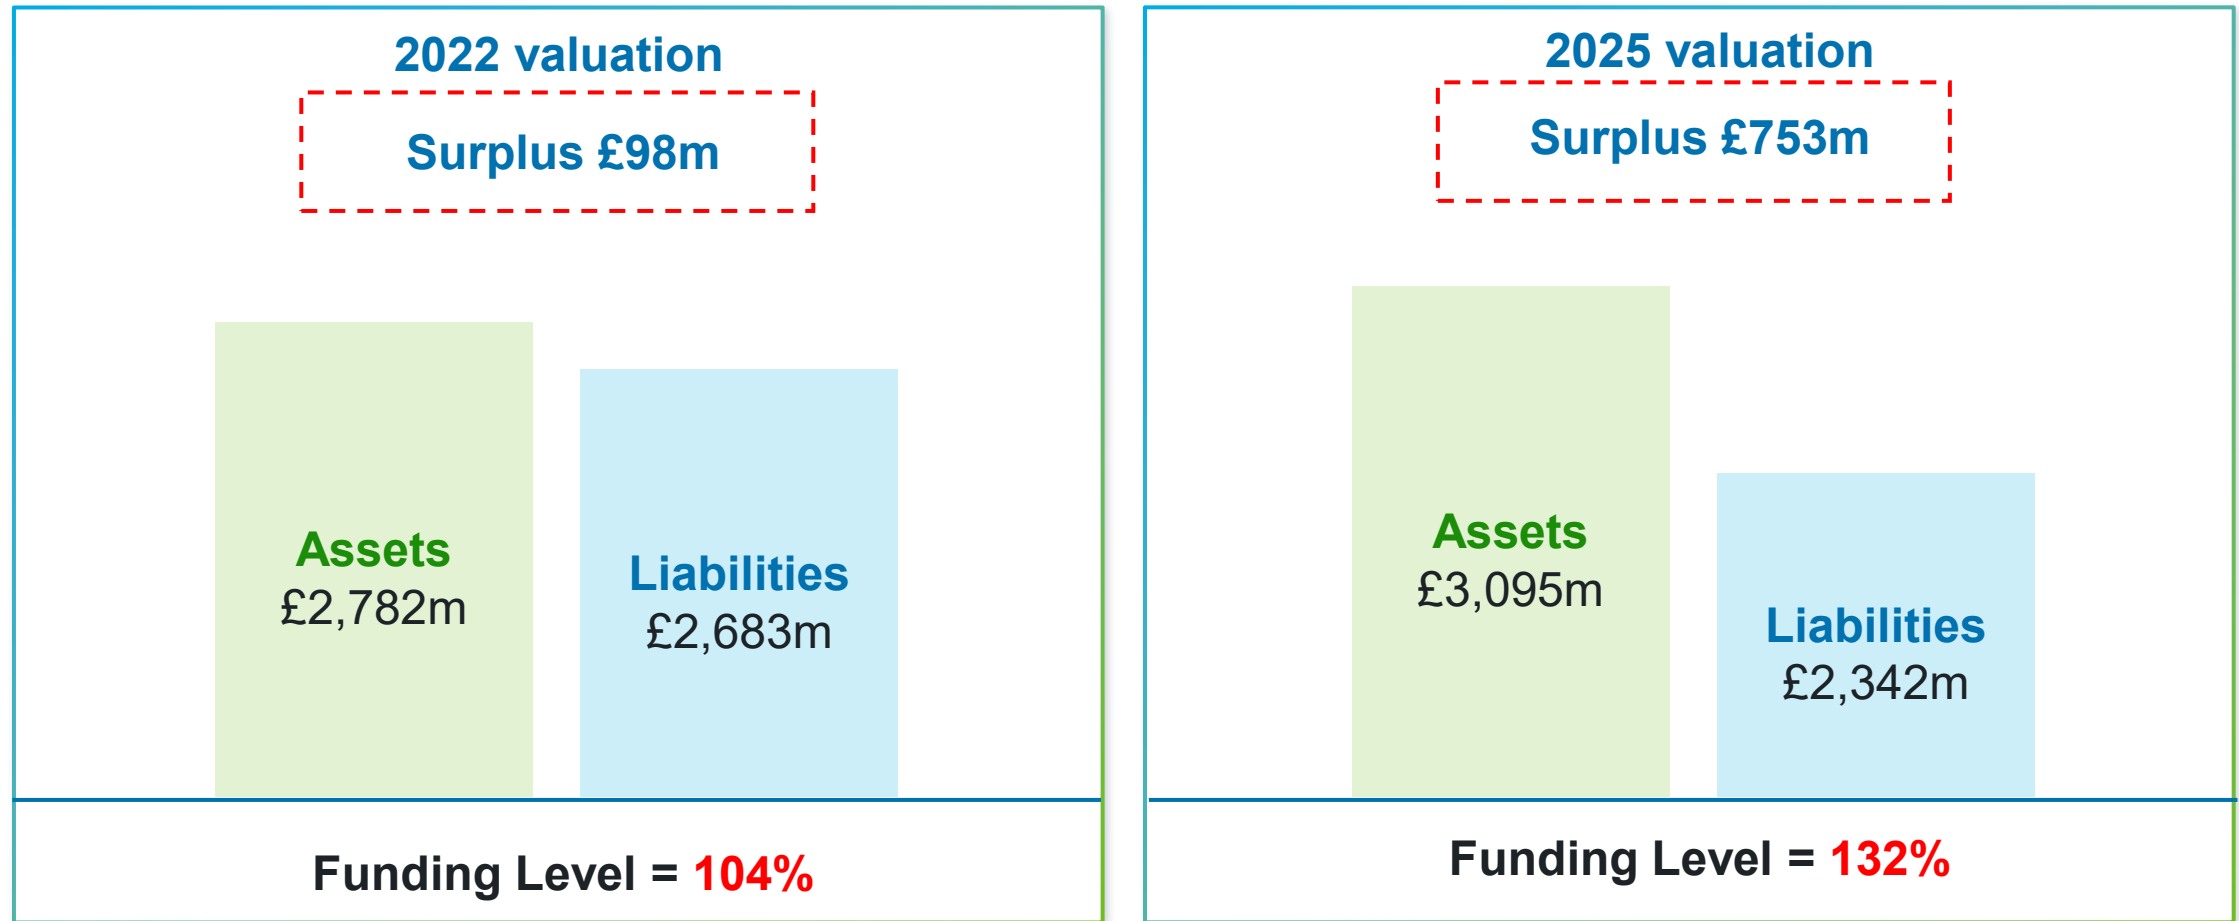 2022 valuation
Surplus £98m
Assets
£2,782m
Liabilities
£2,683m
Funding Level = 104%
2025 valuation
Surplus £753m
Assets
£3,095m
Liabilities
£2,342m
Funding Level = 132%